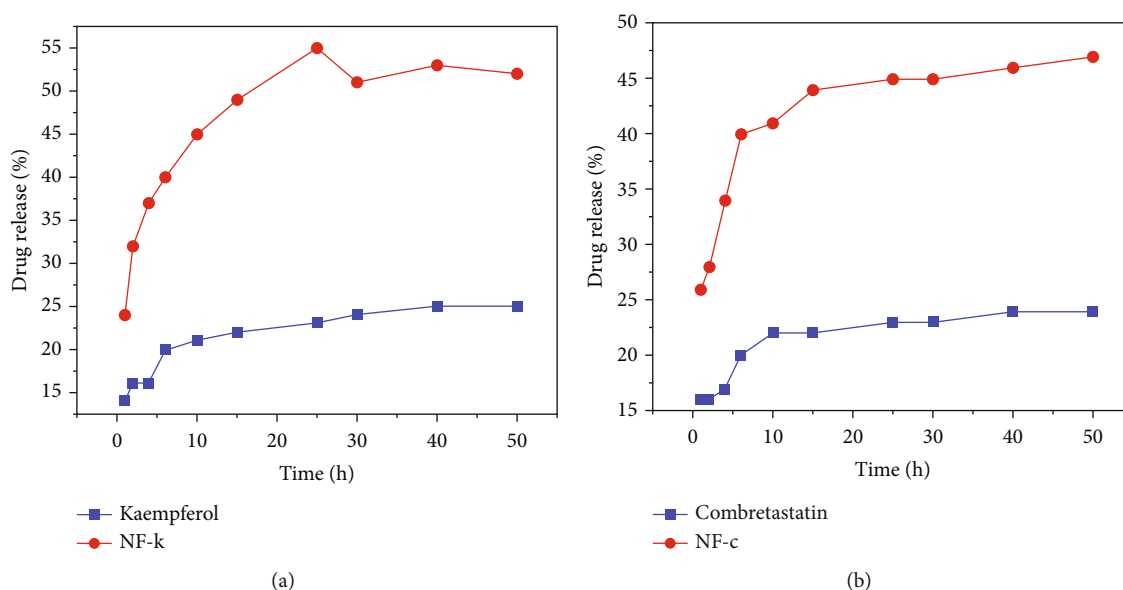 Drug release (%)
55
50
45
40
35
30
25
20
15
0 10 20 30 40 50
Time (h)
Kaempferol
NF-k
(a)
Drug release (%)
50
45
40
35
30
25
20
15
0 10 20 30 40 50
Time (h)
Combretastatin
NF-c
(b)